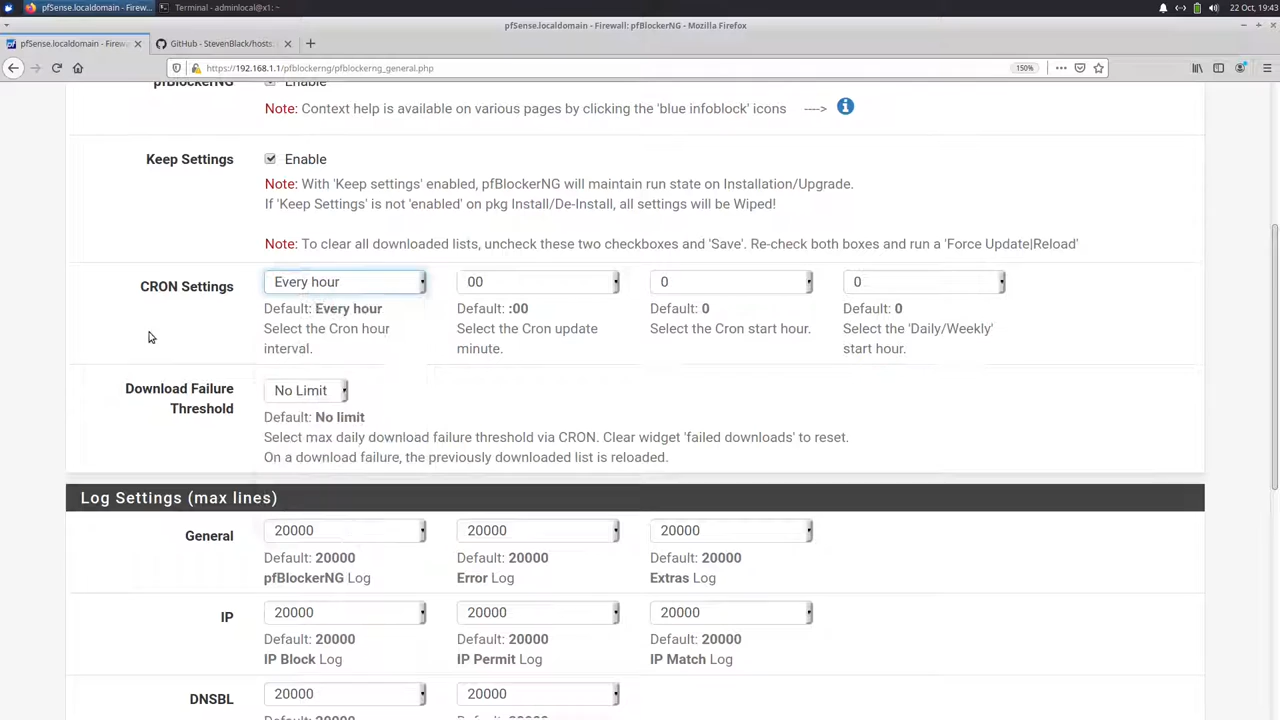 pfSense.localdomain - Firew...
Terminal - adminlocal@x1: ~
22 Oct, 19:43
pfSense.localdomain - Firewall: pfBlockerNG - Mozilla Firefox
pfSense.localdomain - Firewa
GitHub - StevenBlack/hosts:
https://192.168.1.1/pfblockerng/pfblockerng_general.php
150%
pfBlockerNG
Enable
Note: Context help is available on various pages by clicking the 'blue infoblock' icons ---->
Keep Settings
Enable
Note: With 'Keep settings' enabled, pfBlockerNG will maintain run state on Installation/Upgrade.
If 'Keep Settings' is not 'enabled' on pkg Install/De-Install, all settings will be Wiped!
Note: To clear all downloaded lists, uncheck these two checkboxes and 'Save'. Re-check both boxes and run a 'Force Update|Reload'
CRON Settings
Every hour
00
0
0
Default: Every hour
Default: :00
Default: 0
Default: 0
Select the Cron hour
Select the Cron update
Select the Cron start hour.
Select the 'Daily/Weekly'
interval.
minute.
start hour.
Download Failure
Threshold
No Limit
Default: No limit
Select max daily download failure threshold via CRON. Clear widget 'failed downloads' to reset.
On a download failure, the previously downloaded list is reloaded.
Log Settings (max lines)
General
20000
20000
20000
Default: 20000
Default: 20000
Default: 20000
pfBlockerNG Log
Error Log
Extras Log
IP
20000
20000
20000
Default: 20000
Default: 20000
Default: 20000
IP Block Log
IP Permit Log
IP Match Log
DNSBL
20000
20000
Default: 20000
Default: 20000